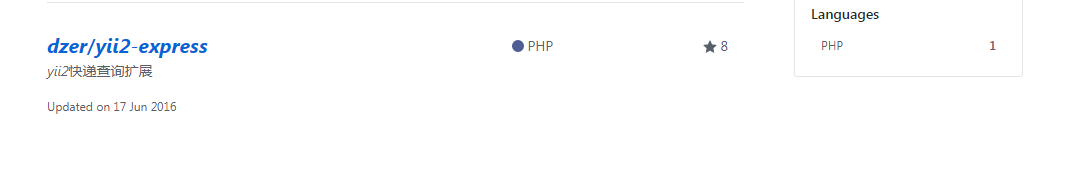 dzer/yii2-express
PHP
8
yii2快递查询扩展
Updated on 17 Jun 2016
Languages
PHP 1